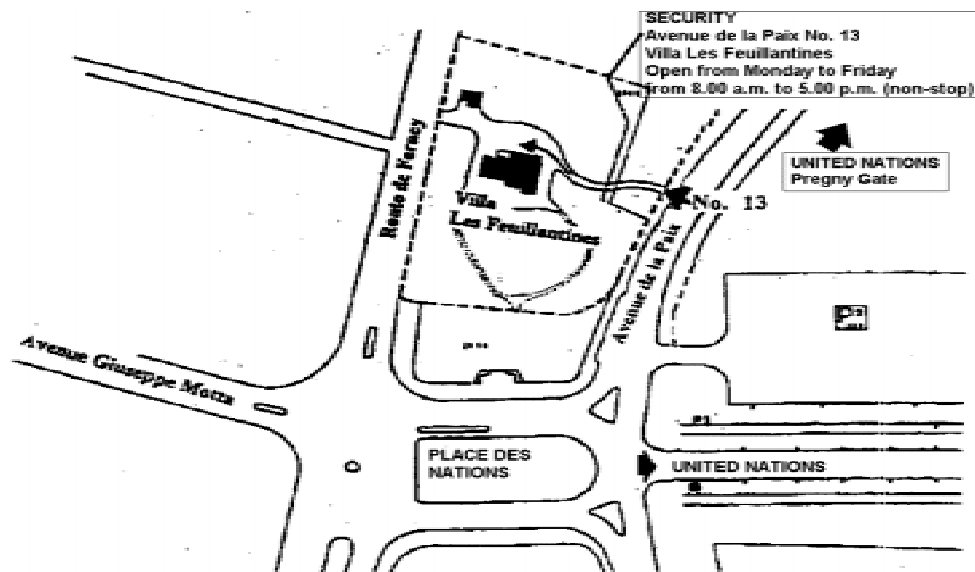 SECURITY
Avenue de la Paix No. 13
Villa Les Feuillantines
Open from Monday to Friday
from 8.00 a.m. to 5.00 p.m. (non-stop)
UNITED NATIONS
Pregny Gate
No. 13
Route de Ferney
Villa
Les Feuillantines
Avenue de la Paix
Avenue Giuseppe Motta
PLACE DES
NATIONS
UNITED NATIONS